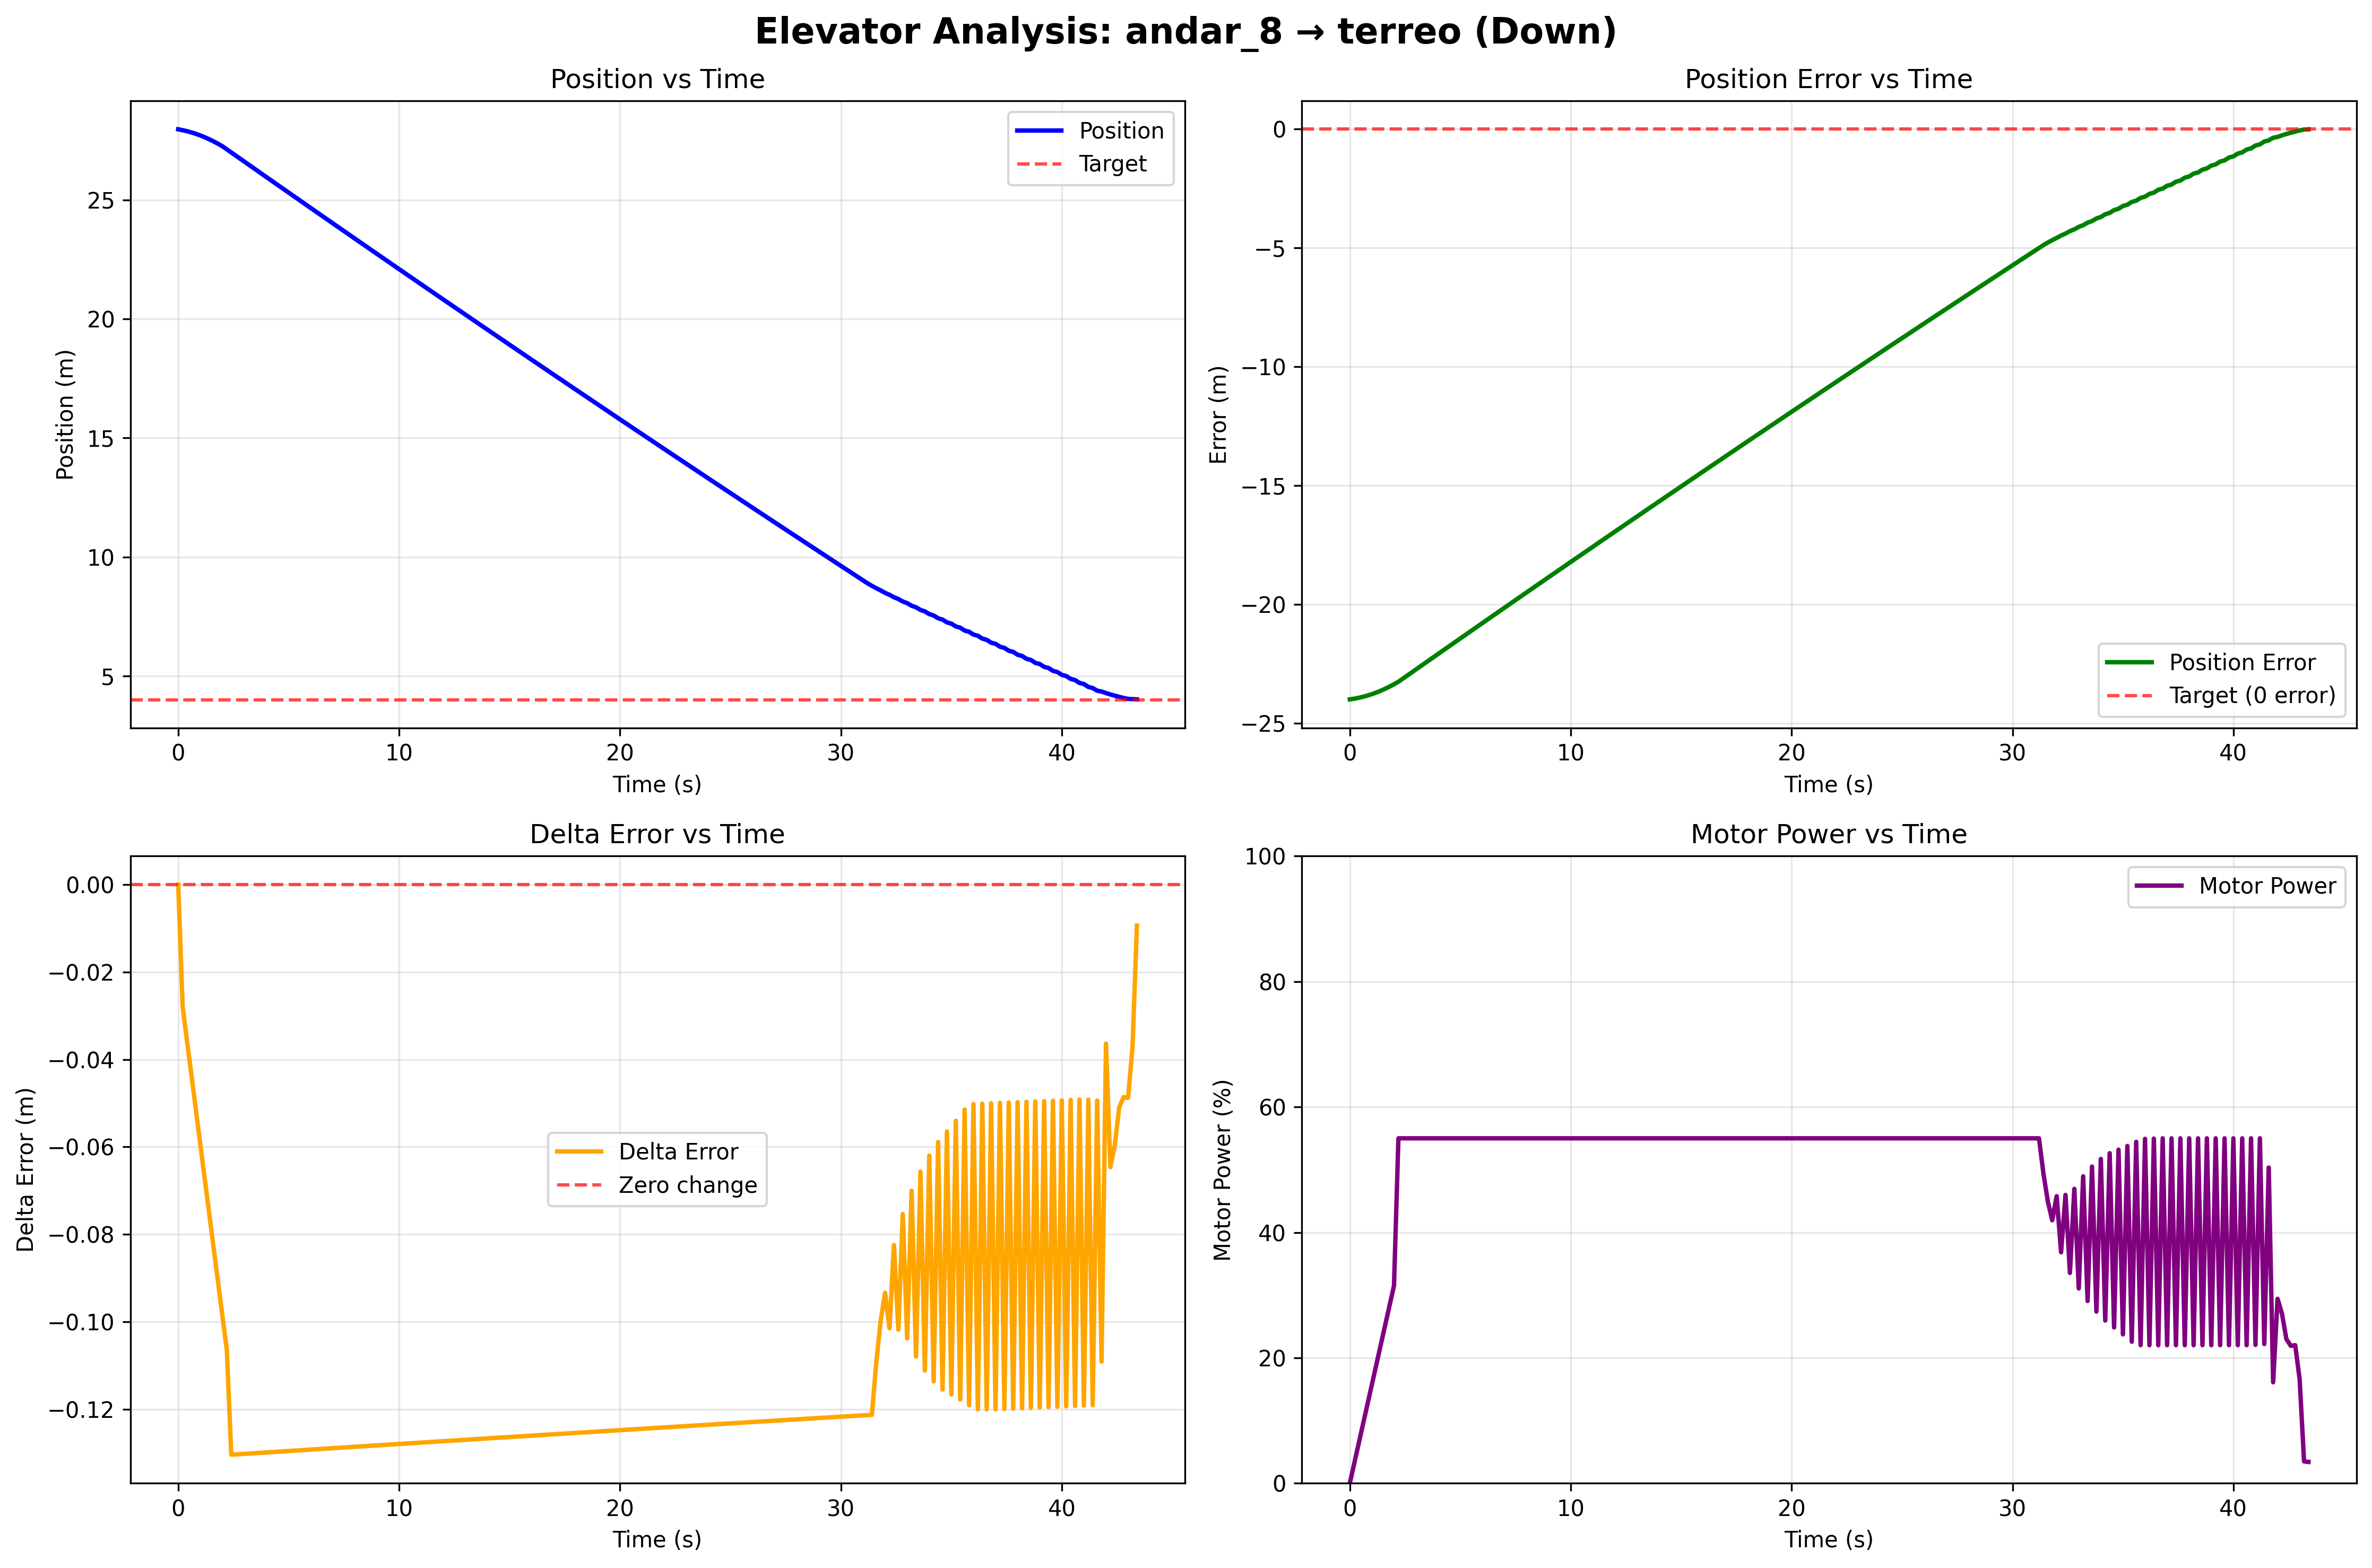 Elevator Analysis: andar_8 → terreo (Down)
Position vs Time
Position (m)
25
20
15
10
5
0
10
20
30
40
Time (s)
Position
Target
Position Error vs Time
Error (m)
0
−5
−10
−15
−20
−25
0
10
20
30
40
Time (s)
Position Error
Target (0 error)
Delta Error vs Time
Delta Error (m)
0.00
−0.02
−0.04
−0.06
−0.08
−0.10
−0.12
0
10
20
30
40
Time (s)
Delta Error
Zero change
Motor Power vs Time
Motor Power (%)
100
80
60
40
20
0
0
10
20
30
40
Time (s)
Motor Power